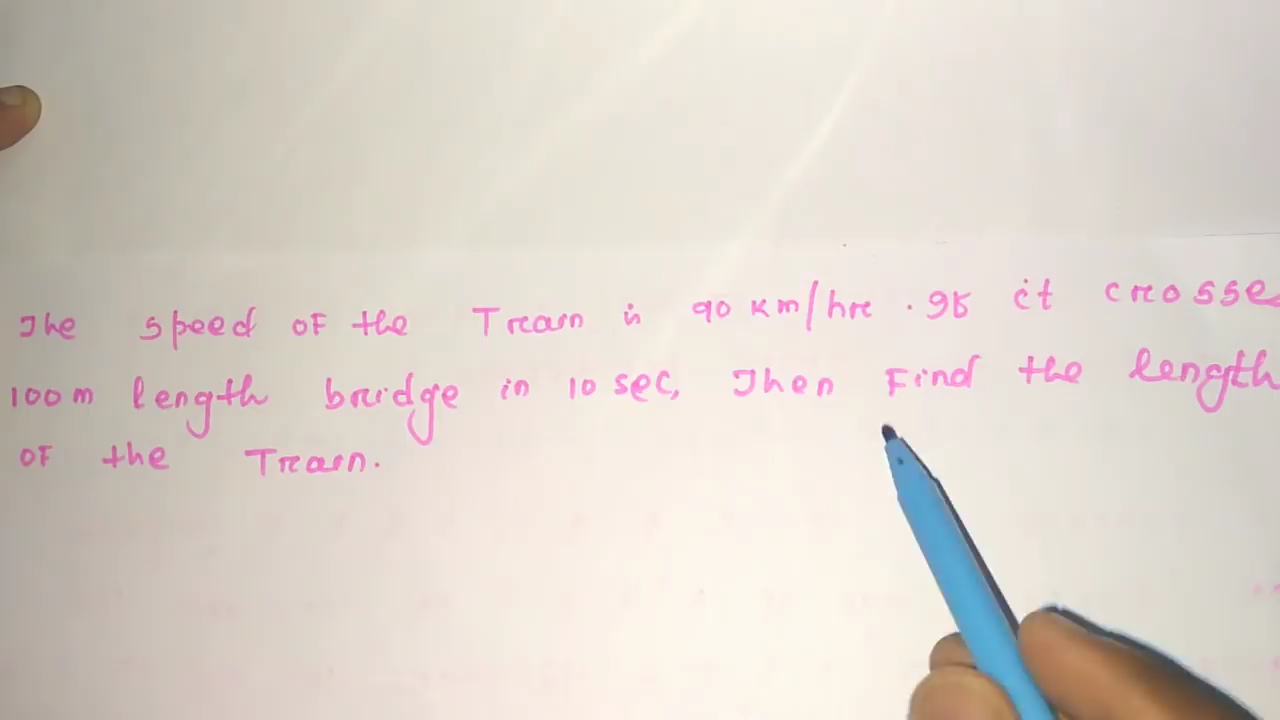 The speed of the Train is 90 km/hr. If it crosse
100m length bridge in 10 sec, Then Find the length
of the Train.